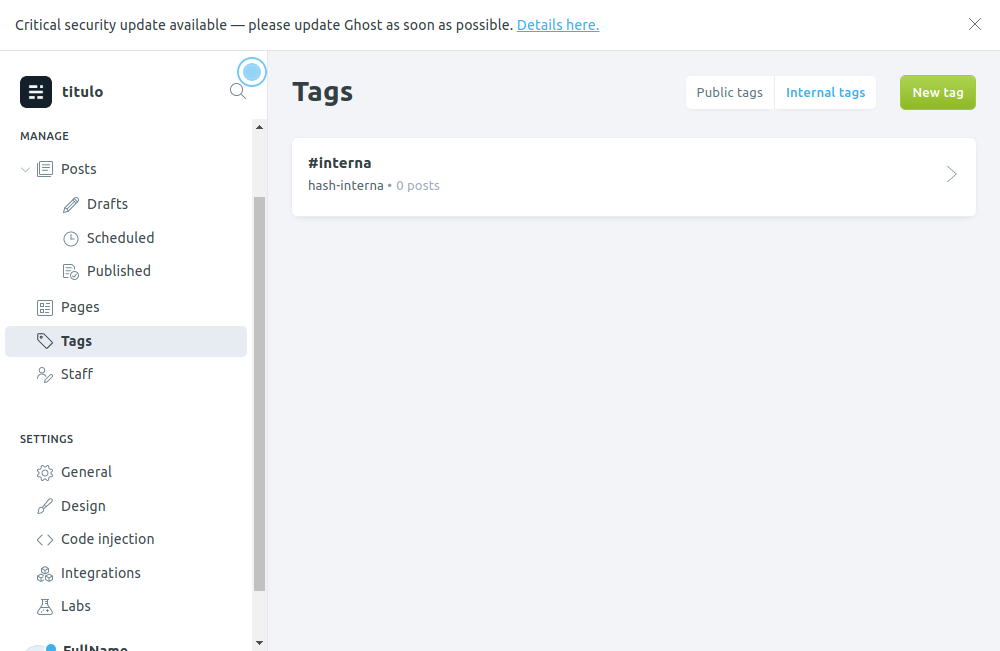 Critical security update available — please update Ghost as soon as possible. Details here.
titulo
MANAGE
Posts
Drafts
Scheduled
Published
Pages
Tags
Staff
SETTINGS
General
Design
Code injection
Integrations
Labs
FullName
Tags
Public tags
Internal tags
New tag
#interna
hash-interna • 0 posts